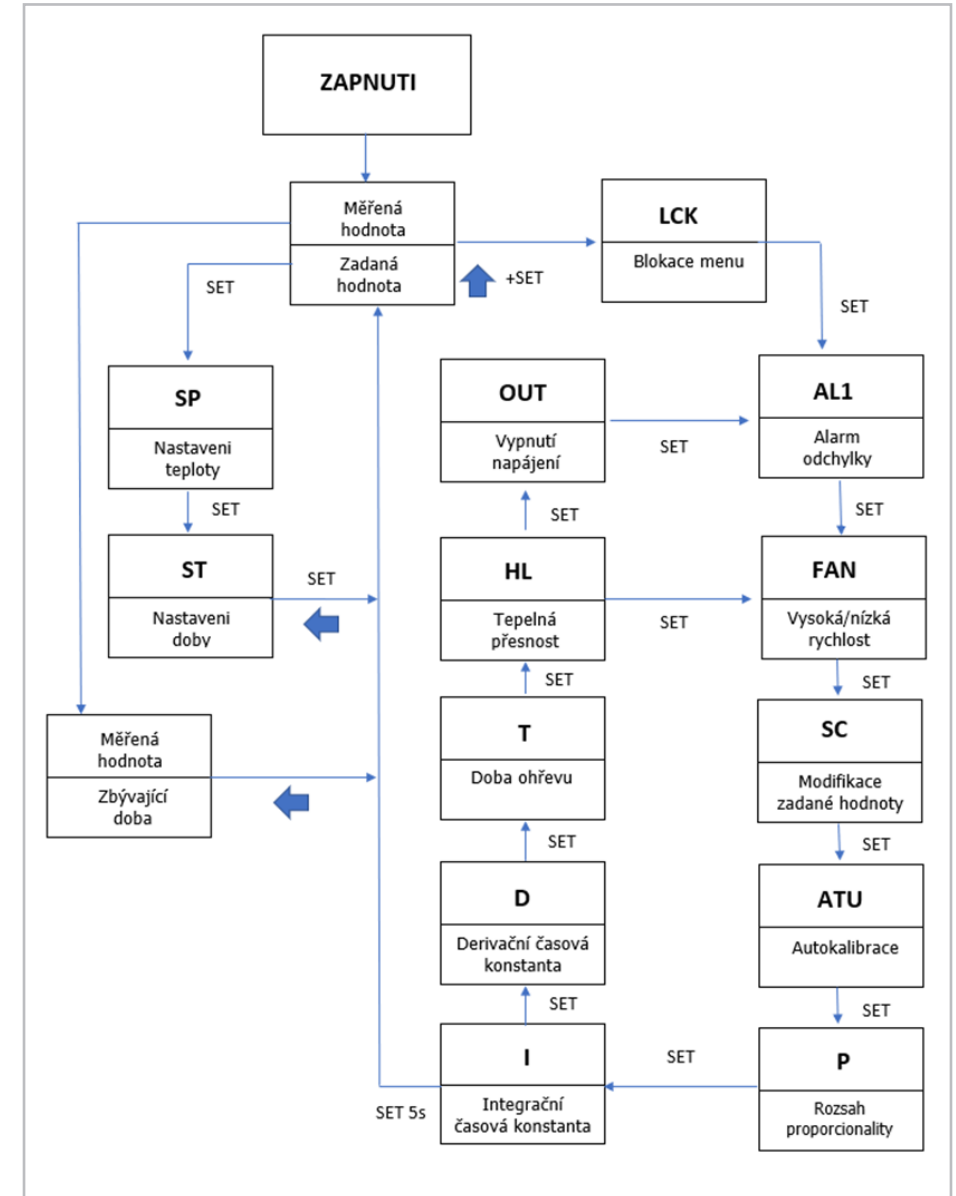 ZAPNUTI
Měřená
hodnota
Zadaná
hodnota
+SET
LCK
Blokace menu
SET
SET
SP
Nastaveni
teploty
SET
ST
Nastaveni
doby
SET
Měřená
hodnota
Zbývající
doba
OUT
Vypnutí
napájení
SET
AL1
Alarm
odchylky
SET
SET
HL
Tepelná
přesnost
SET
FAN
Vysoká/nízká
rychlost
SET
SET
T
Doba ohřevu
SC
Modifikace
zadané hodnoty
SET
SET
D
Derivační časová
konstanta
ATU
Autokalibrace
SET
SET
I
Integrační
časová konstanta
SET
P
Rozsah
proporcionality
SET 5s